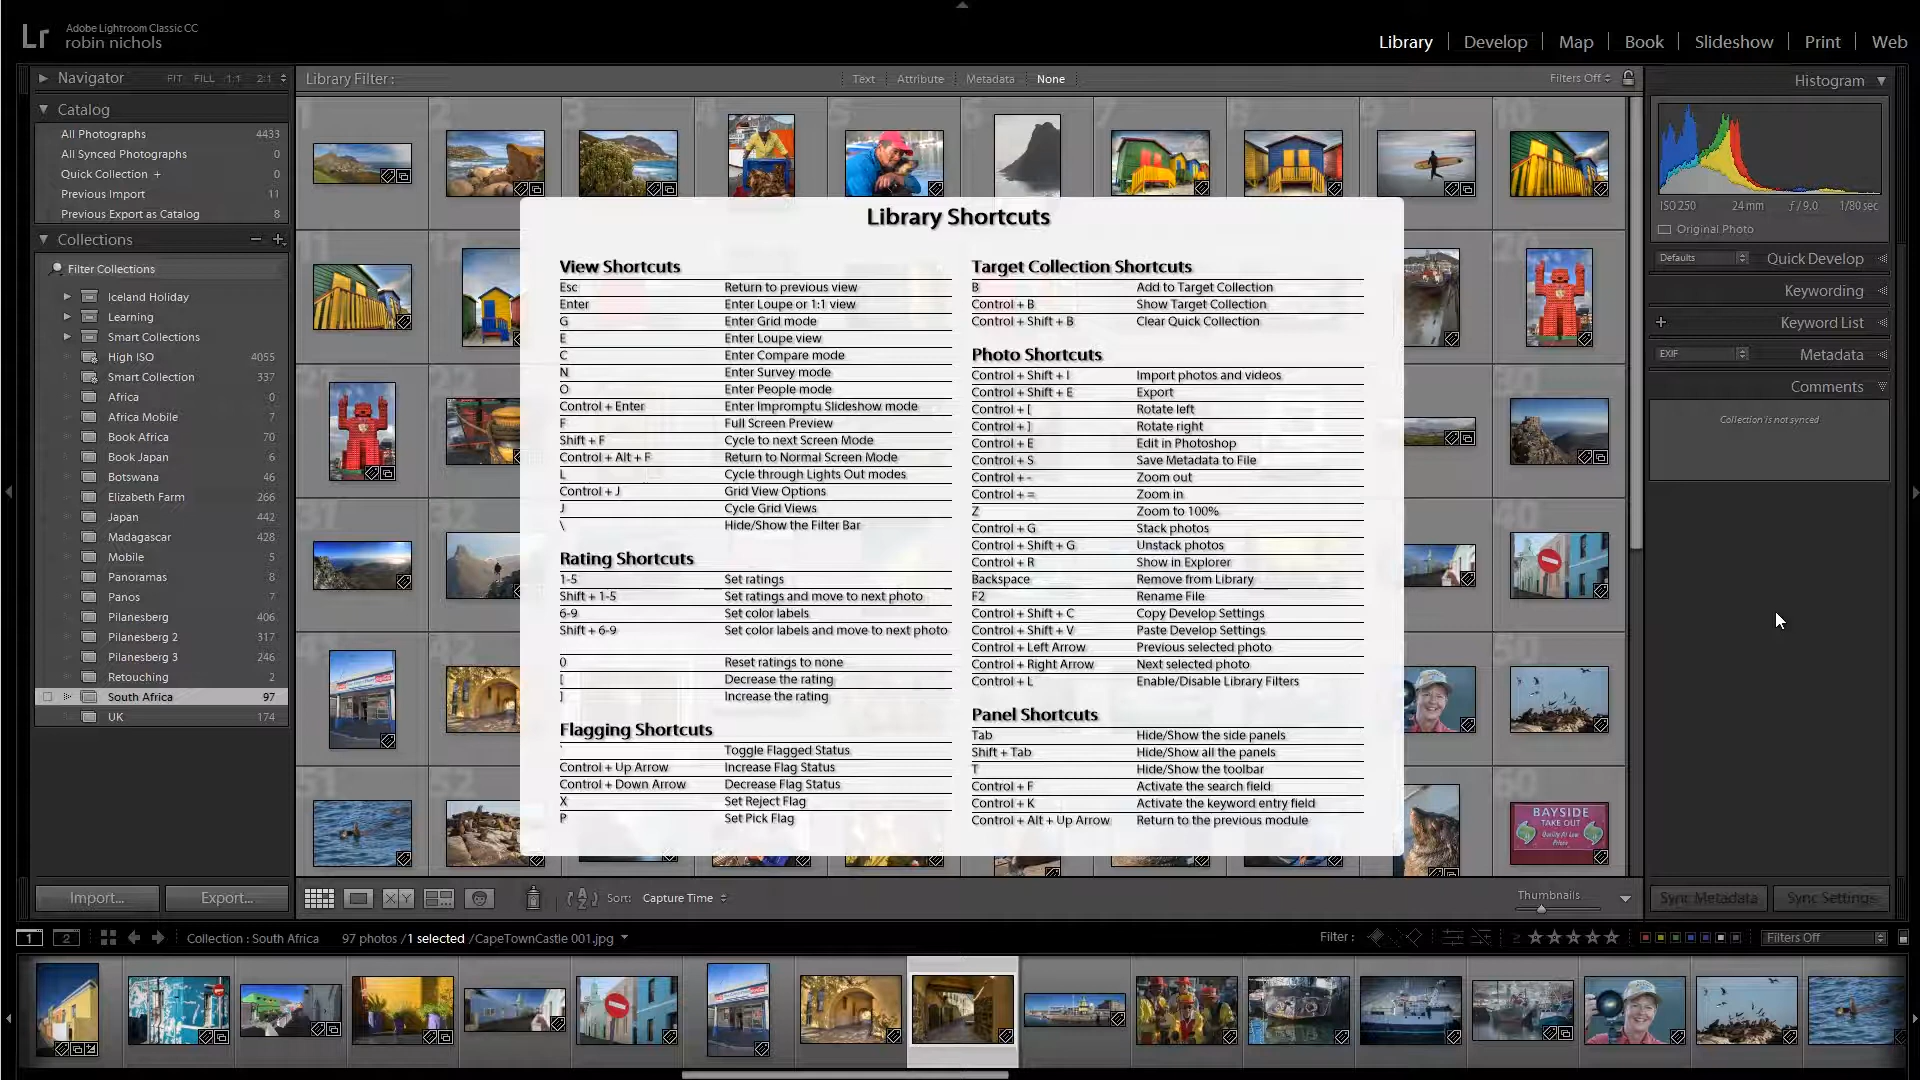 Lr
Adobe Lightroom Classic CC
robin nichols
Library
Develop
Map
Book
Slideshow
Print
Web
Navigator FIT FILL 1:1 2:1
Catalog
All Photographs 4433
All Synced Photographs 0
Quick Collection + 0
Previous Import 11
Previous Export as Catalog 8
Collections
Filter Collections
Iceland Holiday
Learning
Smart Collections
High ISO 4055
Smart Collection 337
Africa 0
Africa Mobile 7
Book Africa 70
Book Japan 6
Botswana 46
Elizabeth Farm 266
Japan 442
Madagascar 428
Mobile 5
Panoramas 8
Panos 7
Pilanesberg 406
Pilanesberg 2 317
Pilanesberg 3 246
Retouching 2
South Africa 97
UK 174
Import...
Export...
Library Filter :
Text
Attribute
Metadata
None
Filters Off
Library Shortcuts
View Shortcuts
Esc Return to previous view
Enter Enter Loupe or 1:1 view
G Enter Grid mode
E Enter Loupe view
C Enter Compare mode
N Enter Survey mode
O Enter People mode
Control + Enter Enter Impromptu Slideshow mode
F Full Screen Preview
Shift + F Cycle to next Screen Mode
Control + Alt + F Return to Normal Screen Mode
L Cycle through Lights Out modes
Control + J Grid View Options
J Cycle Grid Views
\ Hide/Show the Filter Bar
Rating Shortcuts
1-5 Set ratings
Shift + 1-5 Set ratings and move to next photo
6-9 Set color labels
Shift + 6-9 Set color labels and move to next photo
0 Reset ratings to none
[ Decrease the rating
] Increase the rating
Flagging Shortcuts
` Toggle Flagged Status
Control + Up Arrow Increase Flag Status
Control + Down Arrow Decrease Flag Status
X Set Reject Flag
P Set Pick Flag
Target Collection Shortcuts
B Add to Target Collection
Control + B Show Target Collection
Control + Shift + B Clear Quick Collection
Photo Shortcuts
Control + Shift + I Import photos and videos
Control + Shift + E Export
Control + [ Rotate left
Control + ] Rotate right
Control + E Edit in Photoshop
Control + S Save Metadata to File
Control + - Zoom out
Control + = Zoom in
Z Zoom to 100%
Control + G Stack photos
Control + Shift + G Unstack photos
Control + R Show in Explorer
Backspace Remove from Library
F2 Rename File
Control + Shift + C Copy Develop Settings
Control + Shift + V Paste Develop Settings
Control + Left Arrow Previous selected photo
Control + Right Arrow Next selected photo
Control + L Enable/Disable Library Filters
Panel Shortcuts
Tab Hide/Show the side panels
Shift + Tab Hide/Show all the panels
T Hide/Show the toolbar
Control + F Activate the search field
Control + K Activate the keyword entry field
Control + Alt + Up Arrow Return to the previous module
BAYSIDE
TAKE OUT
Histogram
ISO 250 24 mm ƒ / 9.0 1/80 sec
Original Photo
Defaults Quick Develop
Keywording
+ Keyword List
EXIF Metadata
Comments
Collection is not synced
Sync Metadata
Sync Settings
Sort: Capture Time
Thumbnails
1 2 Collection : South Africa 97 photos / 1 selected / CapeTownCastle 001.jpg
Filter :
Filters Off